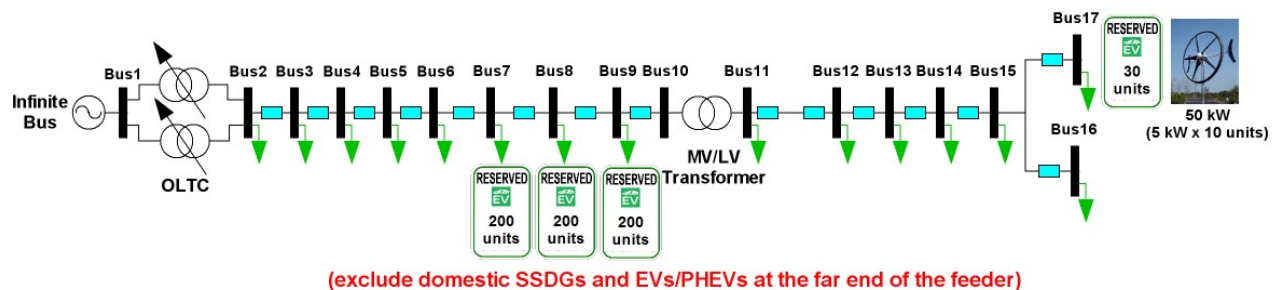 Bus17
RESERVED
EV
30
units
50 kW
(5 kW x 10 units)
Bus1
Bus2
Bus3
Bus4
Bus5
Bus6
Bus7
Bus8
Bus9
Bus10
Bus11
Bus12
Bus13
Bus14
Bus15
Infinite
Bus
OLTC
MV/LV
Transformer
Bus16
RESERVED
EV
200
units
RESERVED
EV
200
units
RESERVED
EV
200
units
(exclude domestic SSDGs and EVs/PHEVs at the far end of the feeder)